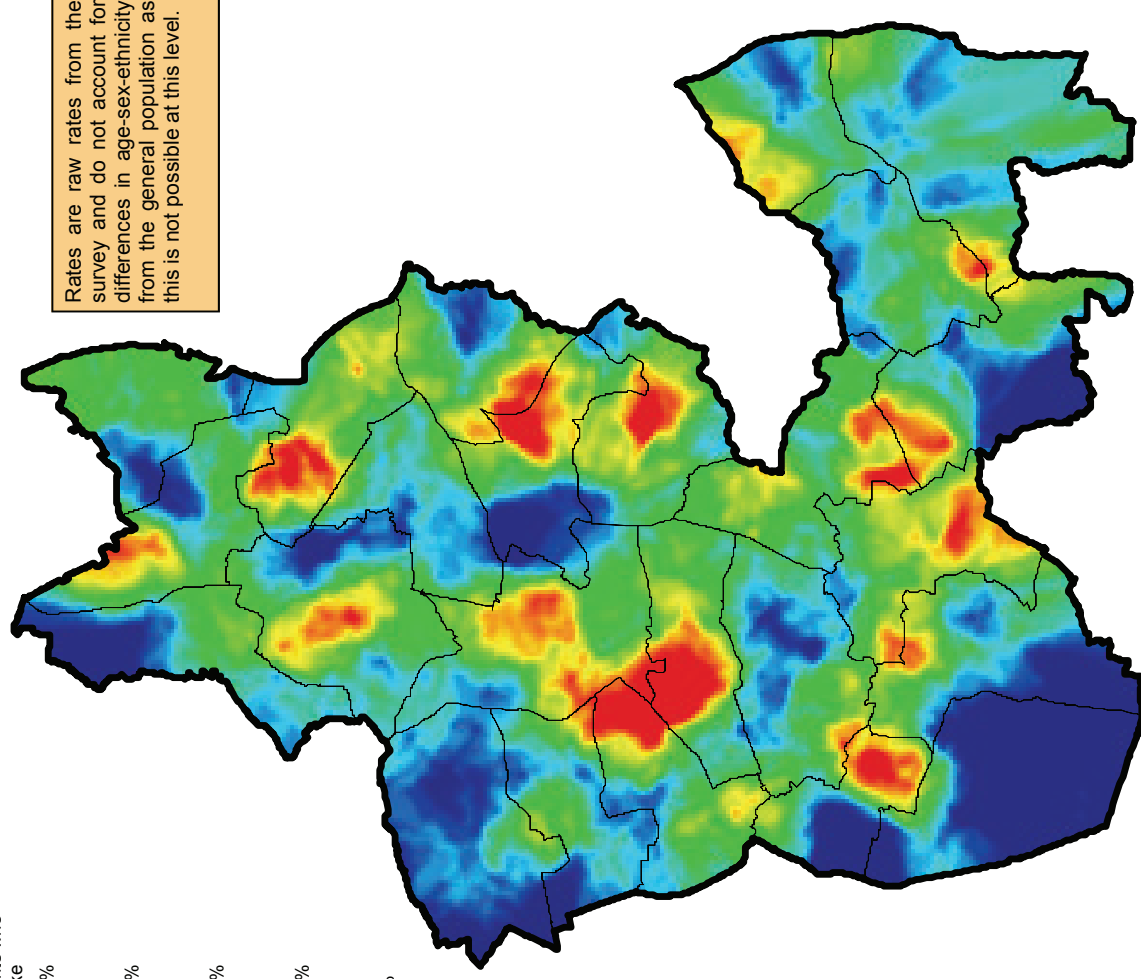 Rates are raw rates from the
survey and do not account for
differences in age-sex-ethnicity
from the general population as
this is not possible at this level.
%
%
%
%